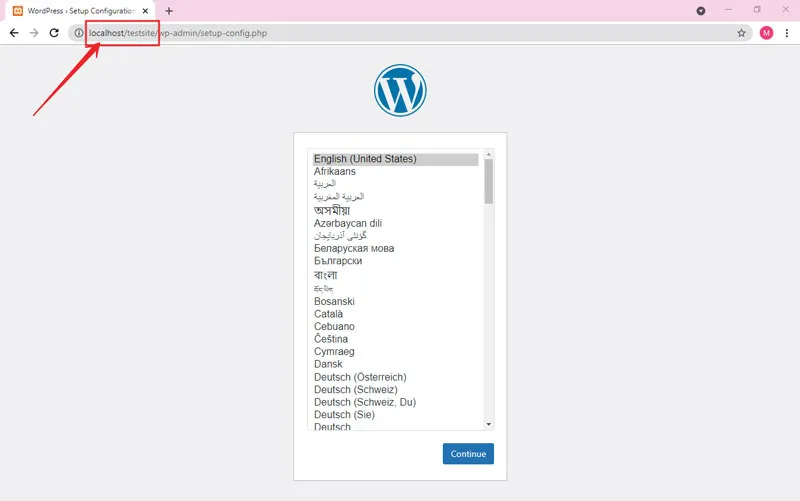 WordPress › Setup Configuration
localhost/testsite/wp-admin/setup-config.php
M
English (United States)
Afrikaans
العربية
العربية المغربية
অসমীয়া
Azərbaycan dili
گؤنئی آذربایجان
Беларуская мова
Български
বাংলা
བོད་ཡིག
Bosanski
Català
Cebuano
Čeština
Cymraeg
Dansk
Deutsch (Österreich)
Deutsch (Schweiz)
Deutsch (Schweiz, Du)
Deutsch (Sie)
Deutsch
Continue